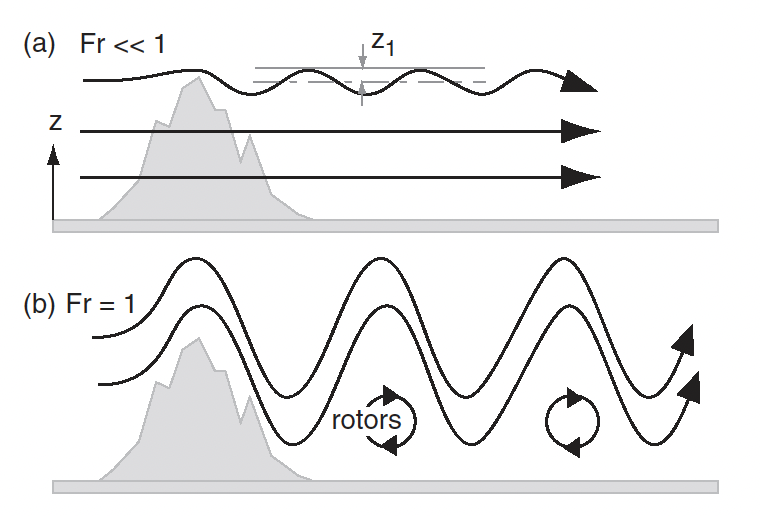 (a) Fr << 1
z₁
z
(b) Fr = 1
rotors